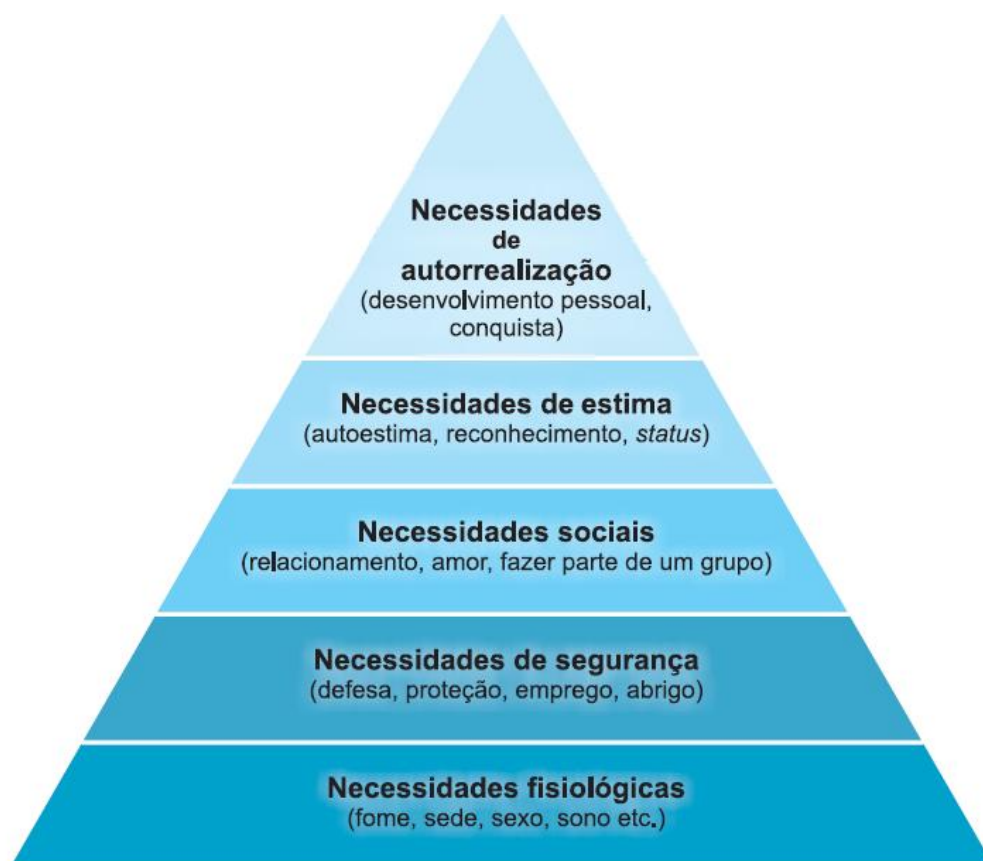 Necessidades
de
autorrealização
(desenvolvimento pessoal,
conquista)
Necessidades de estima
(autoestima, reconhecimento, status)
Necessidades sociais
(relacionamento, amor, fazer parte de um grupo)
Necessidades de segurança
(defesa, proteção, emprego, abrigo)
Necessidades fisiológicas
(fome, sede, sexo, sono etc.)